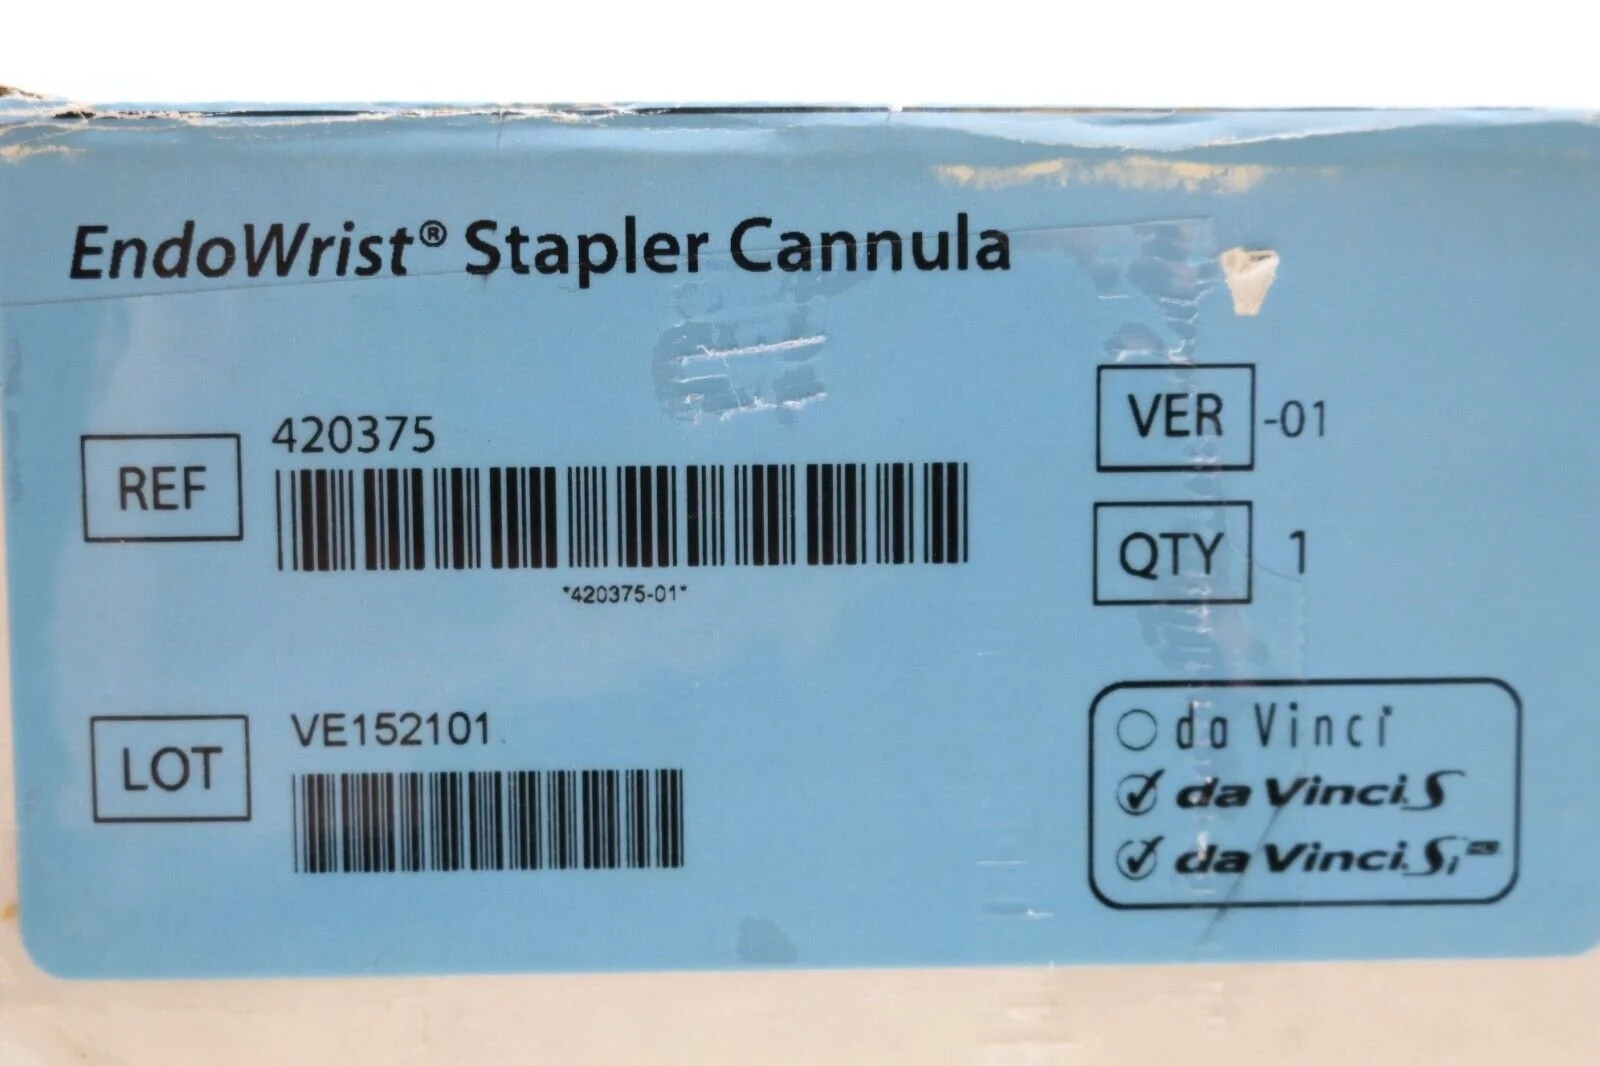 EndoWrist® Stapler Cannula
REF 420375
*420375-01*
VER -01
QTY 1
LOT VE152101
da Vinci
da Vinci S
da Vinci Si